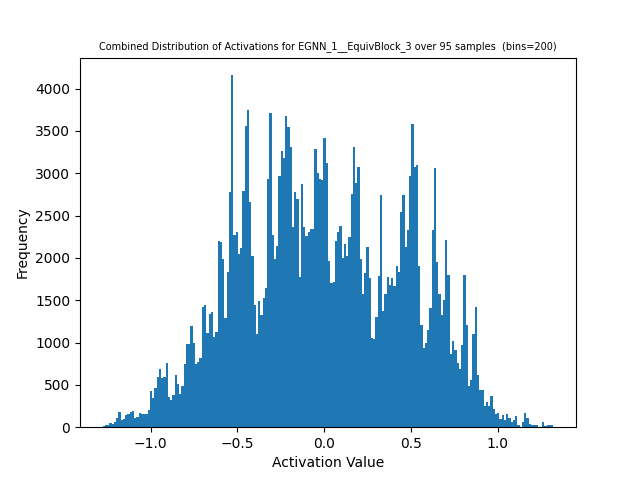 Combined Distribution of Activations for EGNN_1__EquivBlock_3 over 95 samples  (bins=200)
4000
3500
3000
2500
2000
1500
1000
500
0
Frequency
−1.0 −0.5 0.0 0.5 1.0
Activation Value